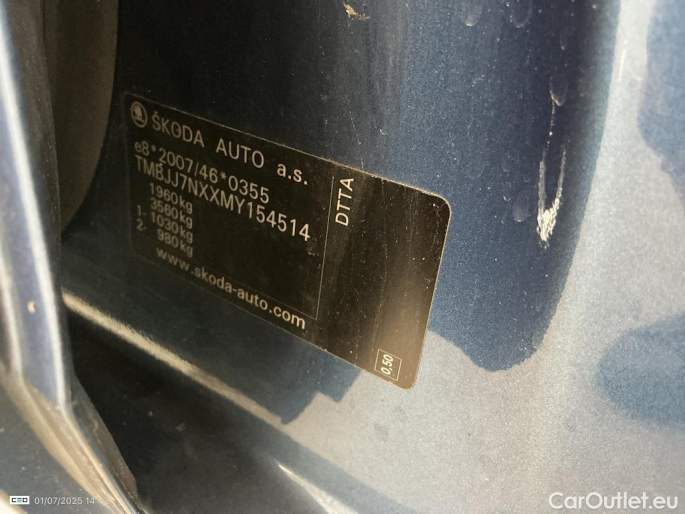 ŠKODA AUTO a.s.
e8*2007/46*0355
TMBJJ7NXXMY154514
1960kg
3560kg
1- 1030kg
2- 980kg
www.skoda-auto.com
DTTA
0.50
01/07/2025 14
CarOutlet.eu